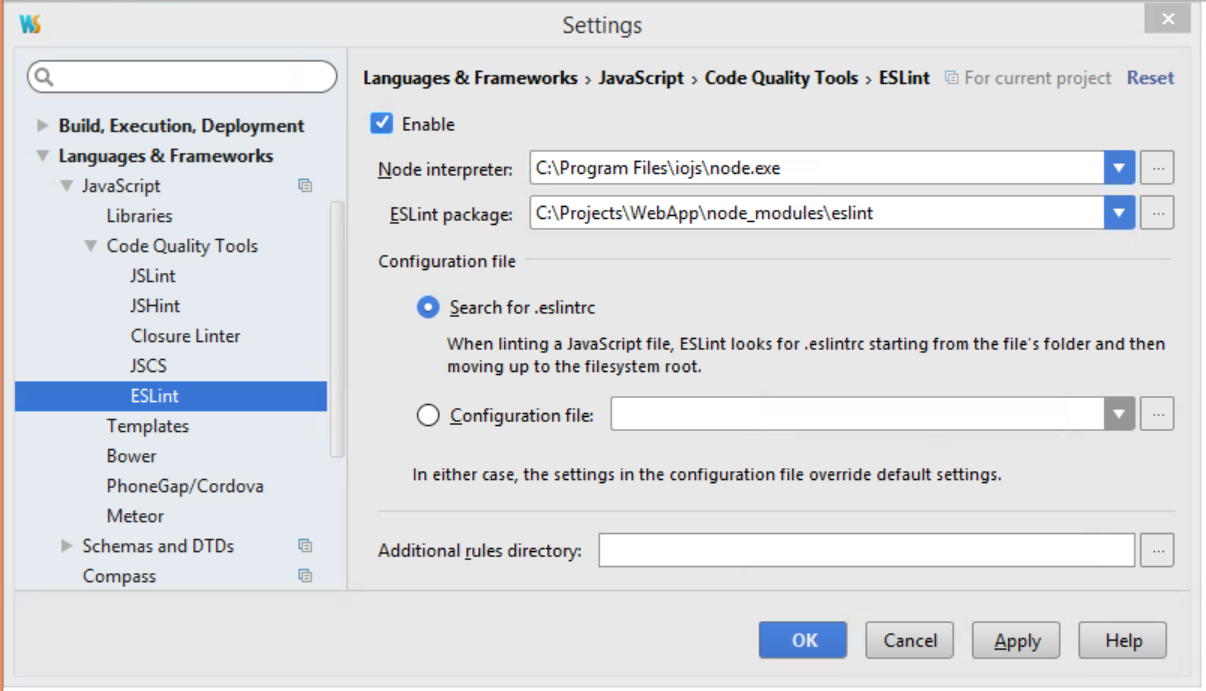 WS
Settings
Languages & Frameworks › JavaScript › Code Quality Tools › ESLint For current project Reset
Build, Execution, Deployment
Languages & Frameworks
JavaScript
Libraries
Code Quality Tools
JSLint
JSHint
Closure Linter
JSCS
ESLint
Templates
Bower
PhoneGap/Cordova
Meteor
Schemas and DTDs
Compass
Enable
Node interpreter: C:\Program Files\iojs\node.exe ...
ESLint package: C:\Projects\WebApp\node_modules\eslint ...
Configuration file
Search for .eslintrc
When linting a JavaScript file, ESLint looks for .eslintrc starting from the file's folder and then
moving up to the filesystem root.
Configuration file: ...
In either case, the settings in the configuration file override default settings.
Additional rules directory: ...
OK Cancel Apply Help